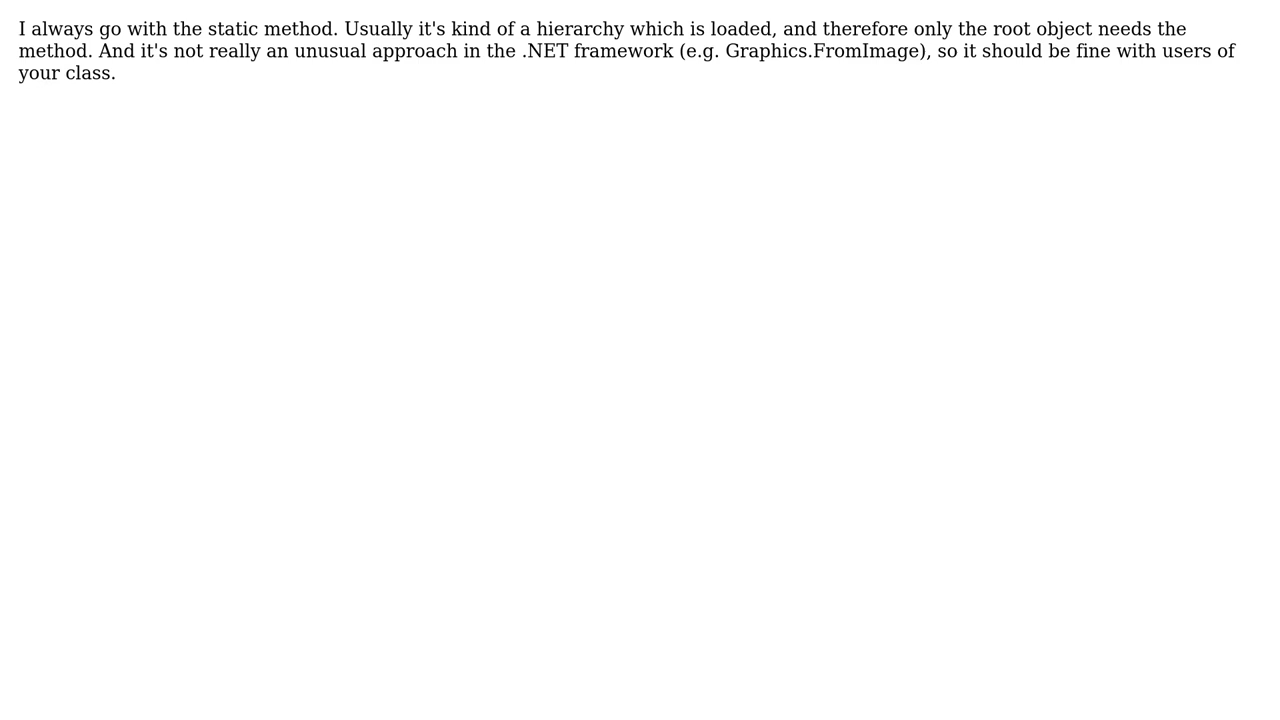 I always go with the static method. Usually it's kind of a hierarchy which is loaded, and therefore only the root object needs the
method. And it's not really an unusual approach in the .NET framework (e.g. Graphics.FromImage), so it should be fine with users of
your class.